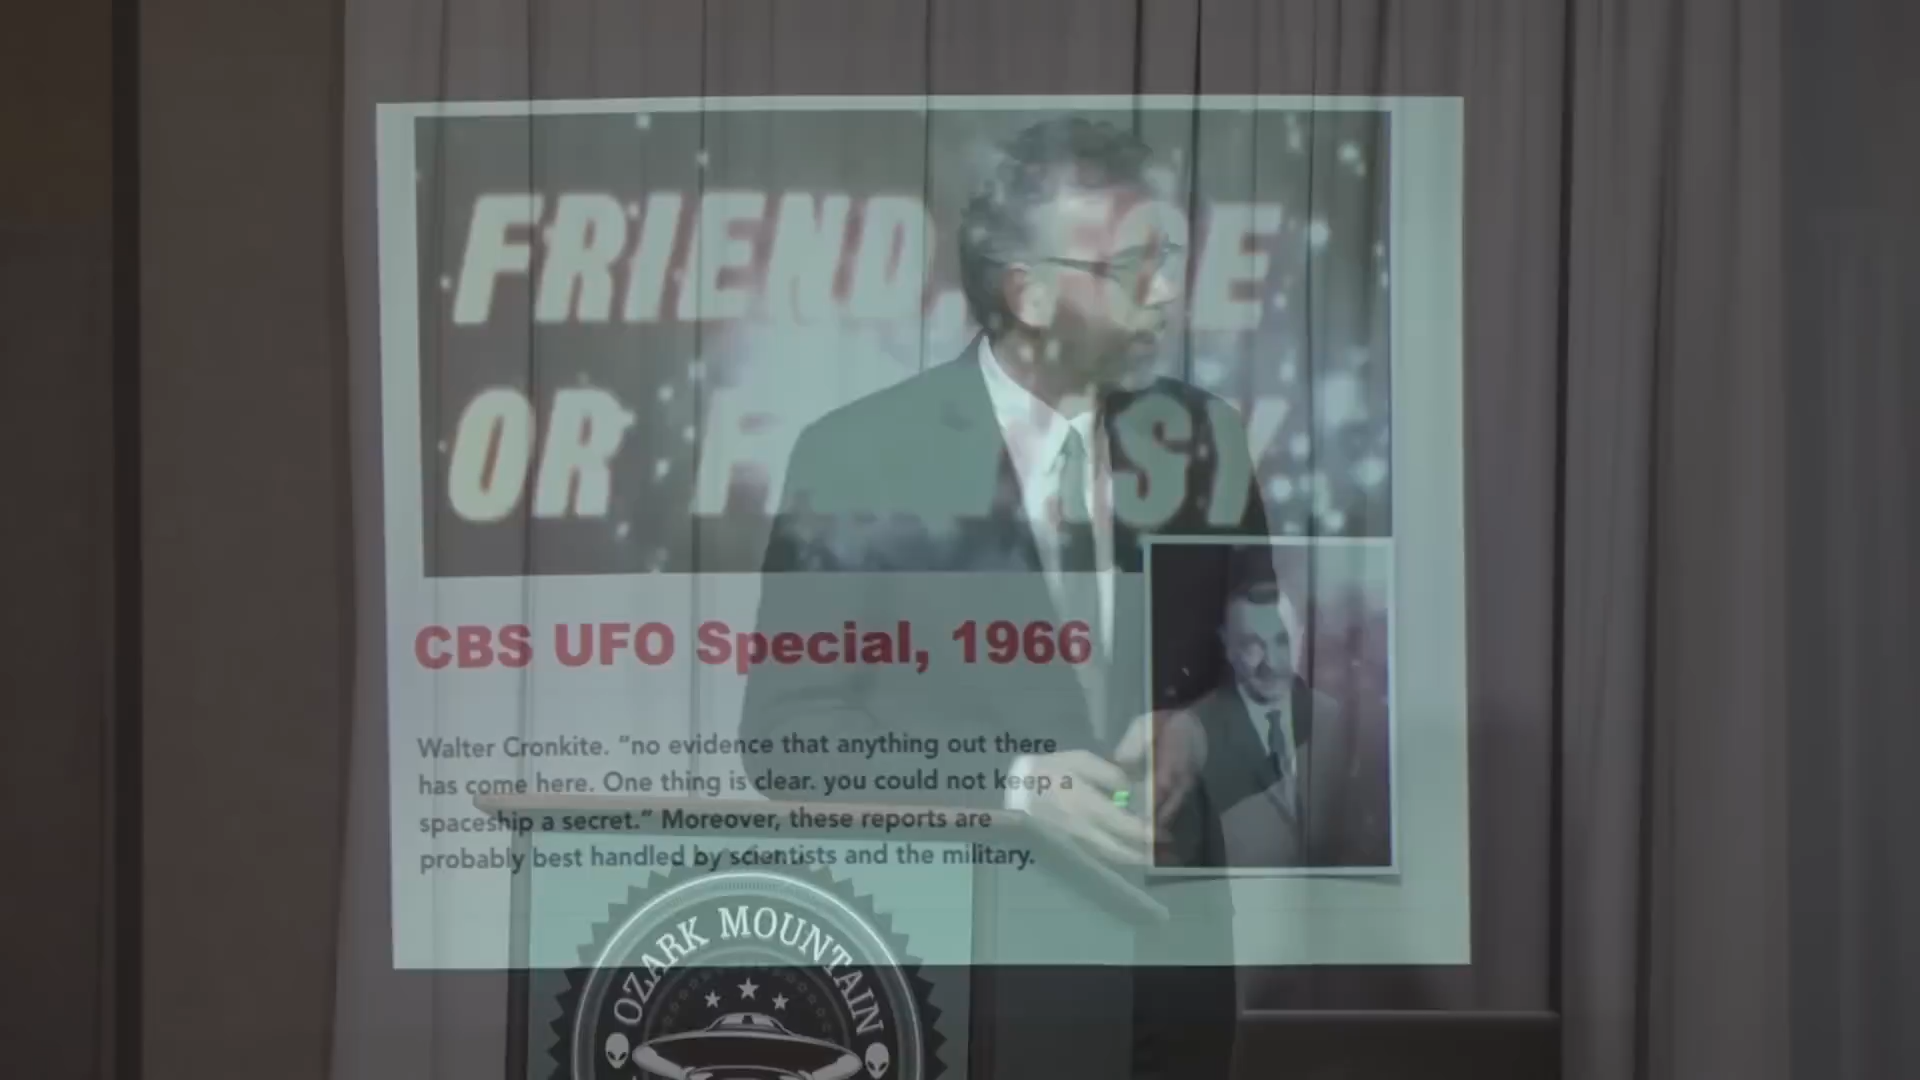 FRIEND, FOE
OR FANTASY
CBS UFO Special, 1966
Walter Cronkite. “no evidence that anything out there
has come here. One thing is clear. you could not keep a
spaceship a secret.” Moreover, these reports are
probably best handled by scientists and the military.
OZARK MOUNTAIN